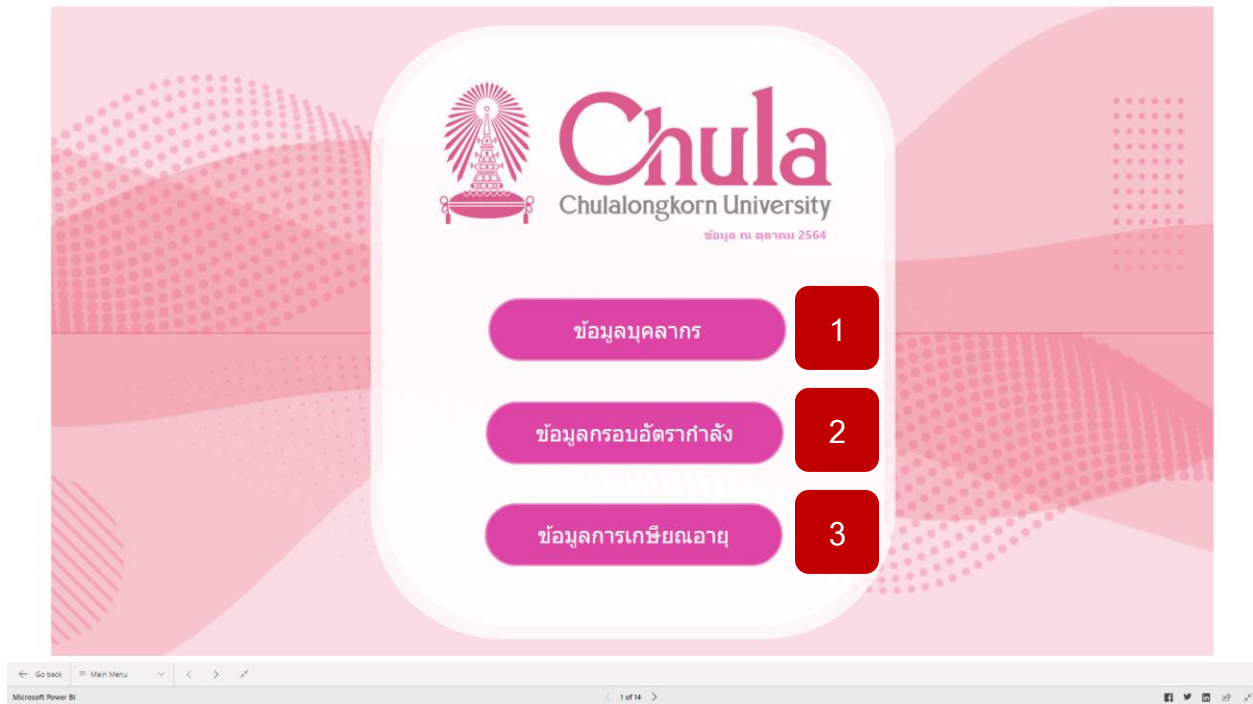 Chula
Chulalongkorn University
ข้อมูล ณ ตุลาคม 2564
ข้อมูลบุคลากร 1
ข้อมูลกรอบอัตรากำลัง 2
ข้อมูลการเกษียณอายุ 3
Go back Main Menu
Microsoft Power BI 1 of 14